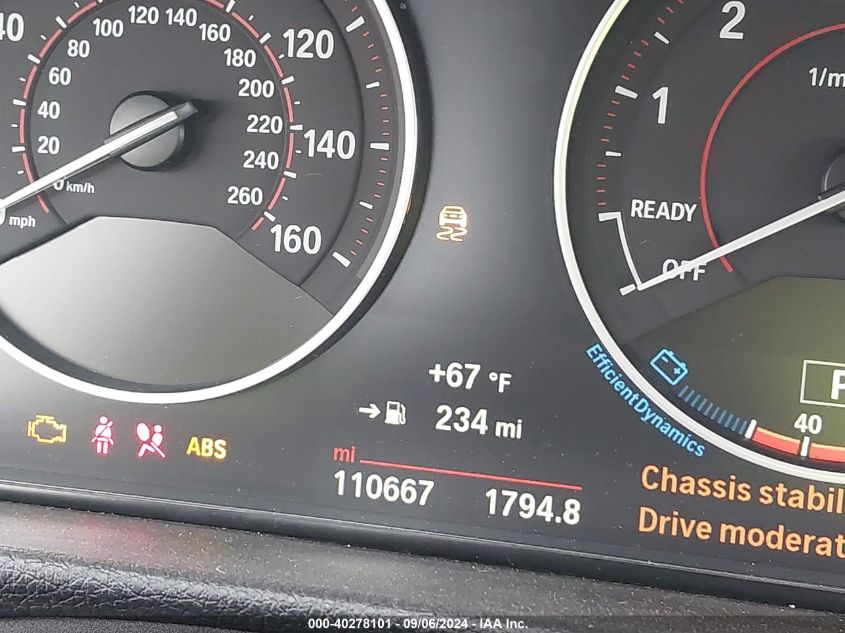 100 120 140 160 180 200 220 240 260
80
60
40
20
0 km/h
mph
120
140
160
2
1
1/m
READY
OFF
+67 °F
234 mi
EfficientDynamics
40
ABS
mi
110667 1794.8
Chassis stabil
Drive moderat
000-40278101 - 09/06/2024 - IAA Inc.